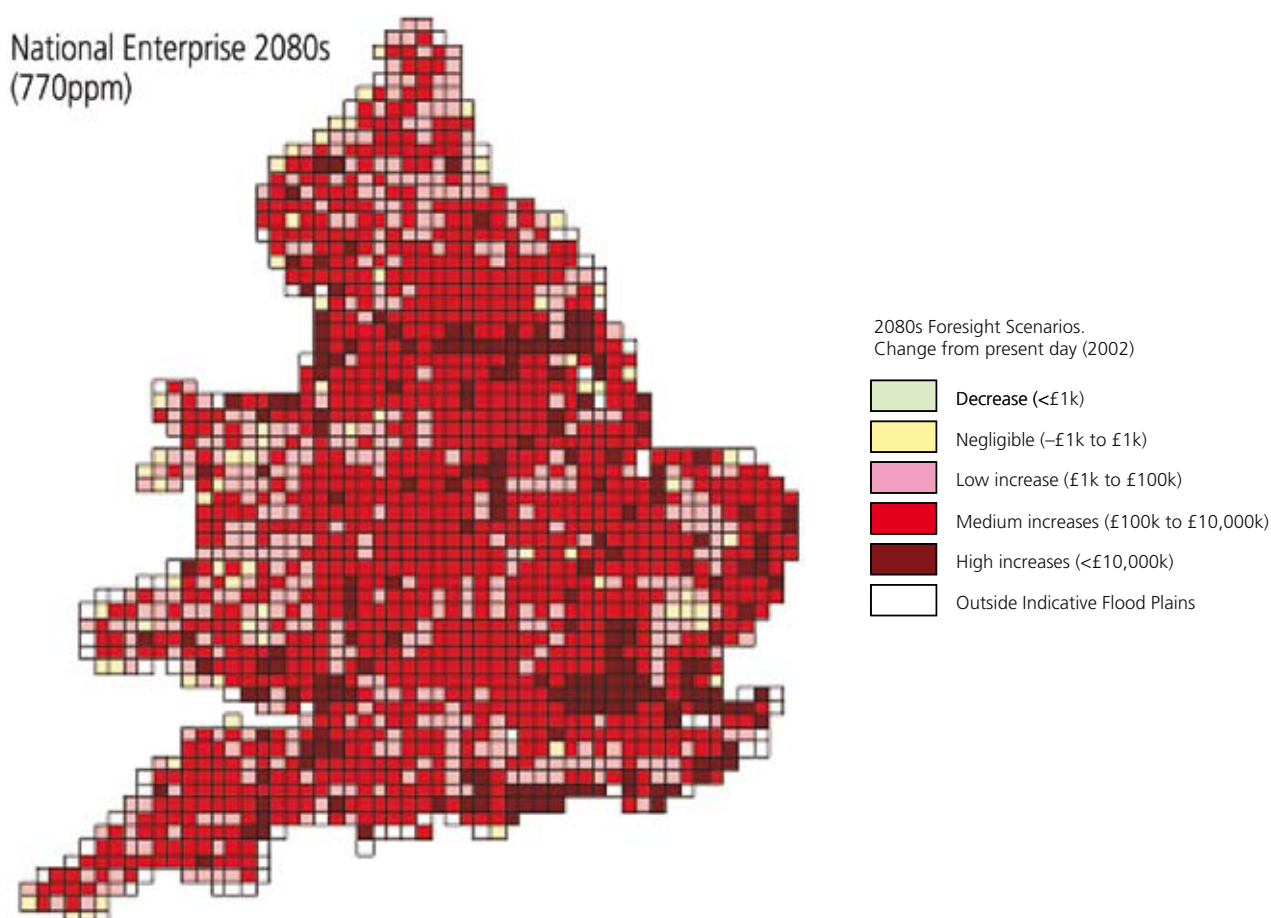 National Enterprise 2080s
(770ppm)
2080s Foresight Scenarios.
Change from present day (2002)
Decrease (<£1k)
Negligible (–£1k to £1k)
Low increase (£1k to £100k)
Medium increases (£100k to £10,000k)
High increases (<£10,000k)
Outside Indicative Flood Plains